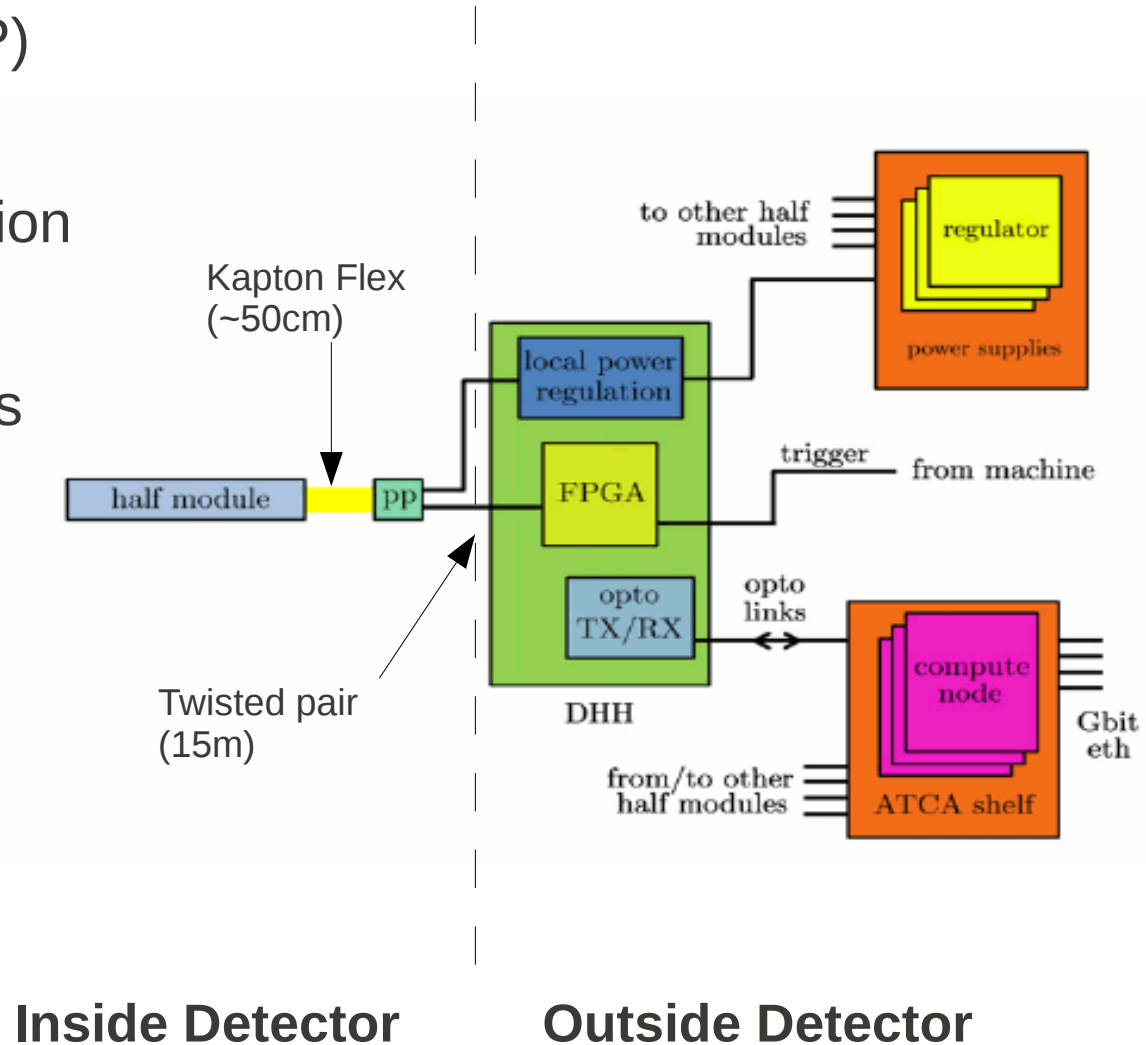 ?)
ion
s
Kapton Flex
(~50cm)
to other half
modules
regulator
power supplies
local power
regulation
half module
pp
FPGA
trigger
from machine
opto
TX/RX
opto
links
DHH
Twisted pair
(15m)
compute
node
Gbit
eth
from/to other
half modules
ATCA shelf
Inside Detector
Outside Detector